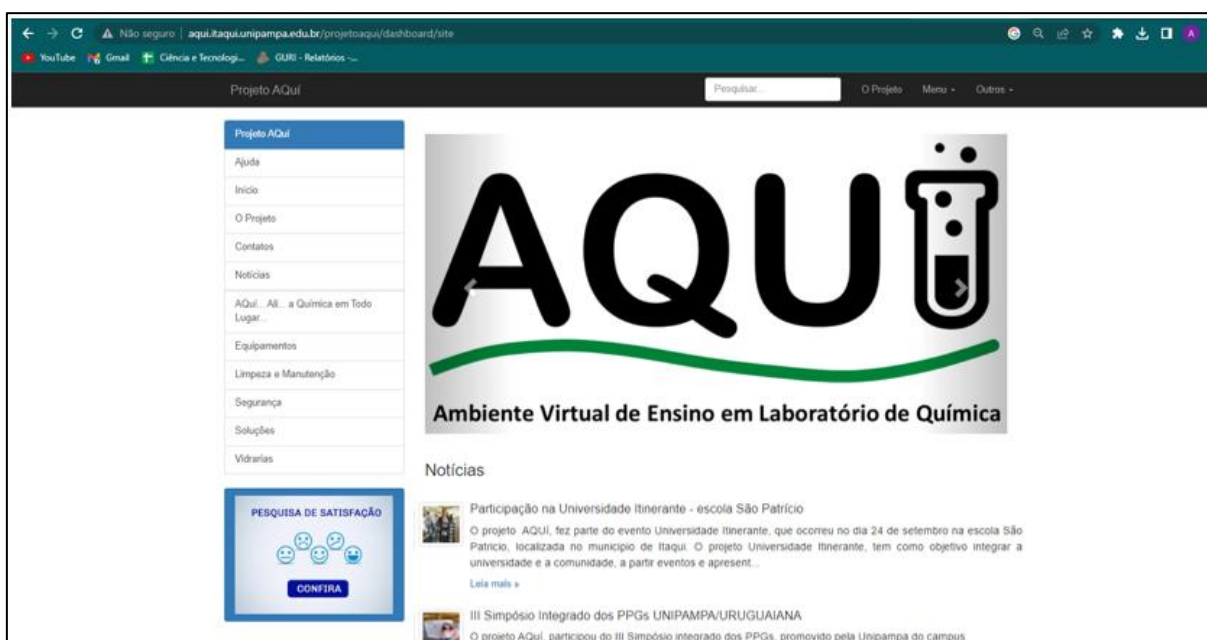 Não seguro | aqui.itaqui.unipampa.edu.br/projetoaqui/dashboard/site
YouTube Gmail Ciência e Tecnologi... GURI - Relatórios -...
Projeto AQuí
Pesquisar...
O Projeto Menu Outros
Projeto AQuí
Ajuda
Início
O Projeto
Contatos
Notícias
AQuí... Ali... a Química em Todo
Lugar...
Equipamentos
Limpeza e Manutenção
Segurança
Soluções
Vidrarias
PESQUISA DE SATISFAÇÃO
CONFIRA
AQUÍ
Ambiente Virtual de Ensino em Laboratório de Química
Notícias
Participação na Universidade Itinerante - escola São Patrício
O projeto AQUÍ, fez parte do evento Universidade Itinerante, que ocorreu no dia 24 de setembro na escola São
Patrício, localizada no município de Itaqui. O projeto Universidade Itinerante, tem como objetivo integrar a
universidade e a comunidade, a partir eventos e apresent...
Leia mais »
III Simpósio Integrado dos PPGs UNIPAMPA/URUGUAIANA
O projeto AQuí, participou do III Simpósio integrado dos PPGs, promovido pela Unipampa do campus